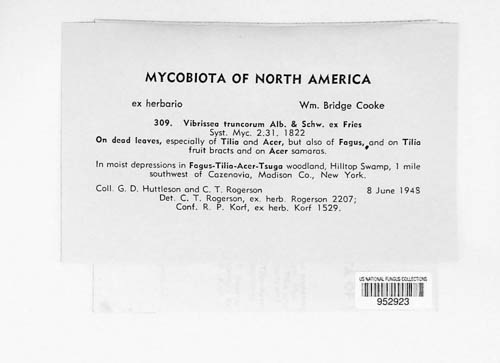 MYCOBIOTA OF NORTH AMERICA
ex herbario Wm. Bridge Cooke
309. Vibrissea truncorum Alb. & Schw. ex Fries
Syst. Myc. 2.31. 1822
On dead leaves, especially of Tilia and Acer, but also of Fagus, and on Tilia
fruit bracts and on Acer samaras.
In moist depressions in Fagus-Tilia-Acer-Tsuga woodland, Hilltop Swamp, 1 mile
southwest of Cazenovia, Madison Co., New York.
Coll. G. D. Huttleson and C. T. Rogerson 8 June 1948
Det. C. T. Rogerson, ex. herb. Rogerson 2207;
Conf. R. P. Korf, ex herb. Korf 1529.
US NATIONAL FUNGUS COLLECTIONS
952923